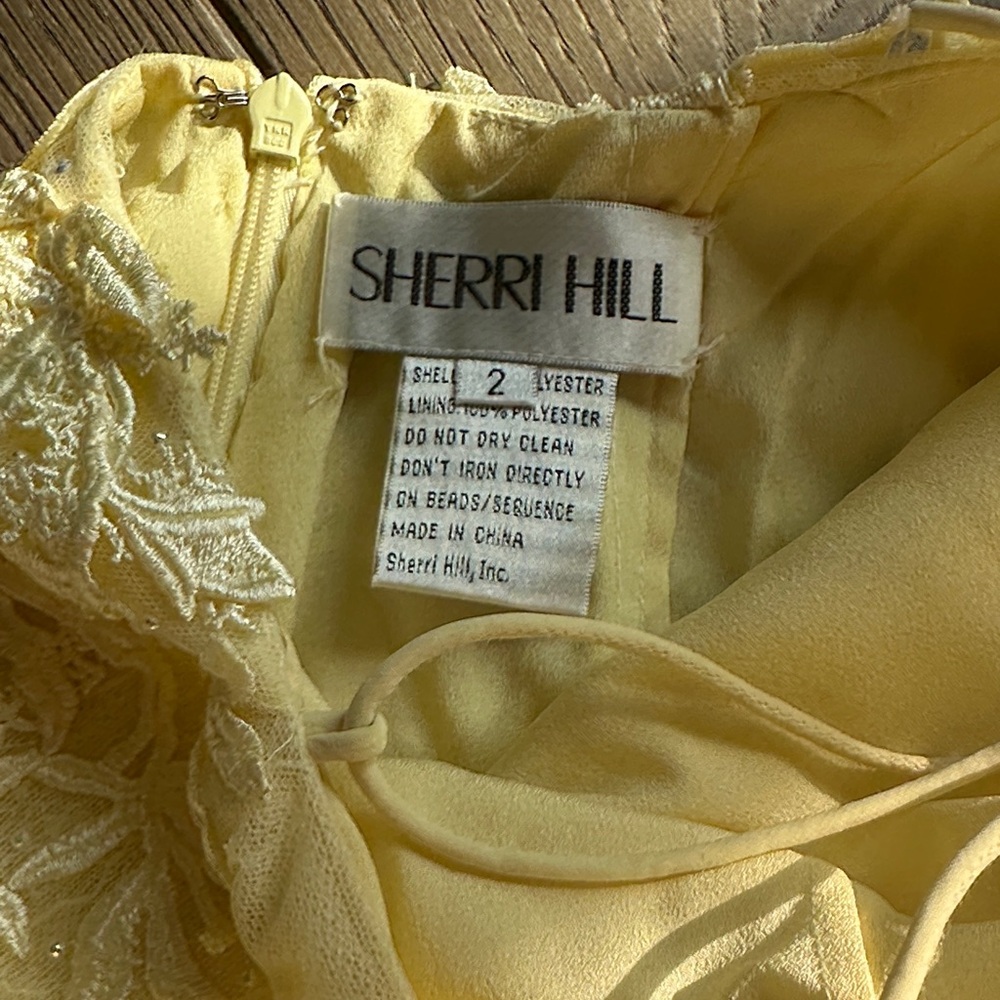 SHERRI HILL
2
SHELL LYESTER
LINING:100% POLYESTER
DO NOT DRY CLEAN
DON'T IRON DIRECTLY
ON BEADS/SEQUENCE
MADE IN CHINA
Sherri Hill, Inc.